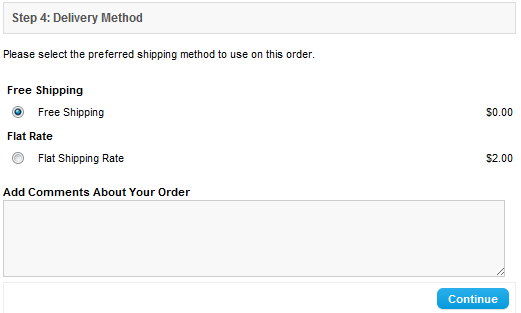 Step 4: Delivery Method
Please select the preferred shipping method to use on this order.
Free Shipping
Free Shipping $0.00
Flat Rate
Flat Shipping Rate $2.00
Add Comments About Your Order
Continue